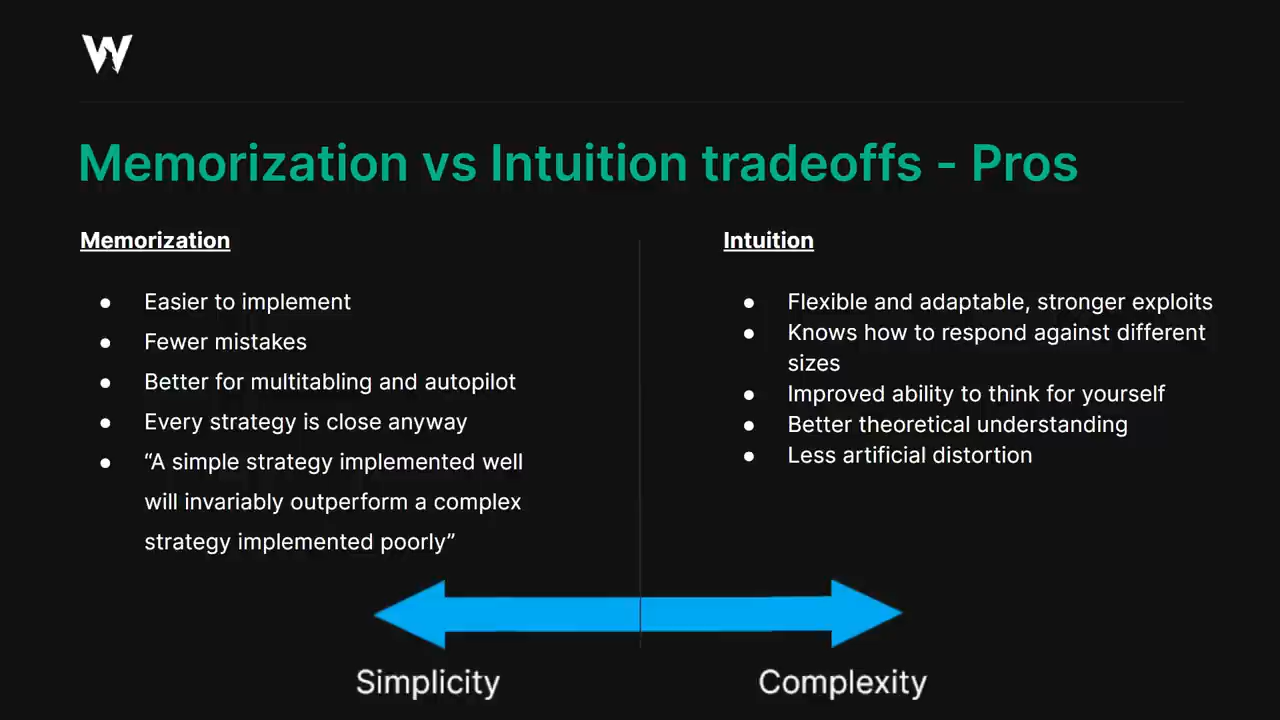 W
Memorization vs Intuition tradeoffs - Pros
Memorization
● Easier to implement
● Fewer mistakes
● Better for multitabling and autopilot
● Every strategy is close anyway
● “A simple strategy implemented well
will invariably outperform a complex
strategy implemented poorly”
Intuition
● Flexible and adaptable, stronger exploits
● Knows how to respond against different
sizes
● Improved ability to think for yourself
● Better theoretical understanding
● Less artificial distortion
Simplicity
Complexity